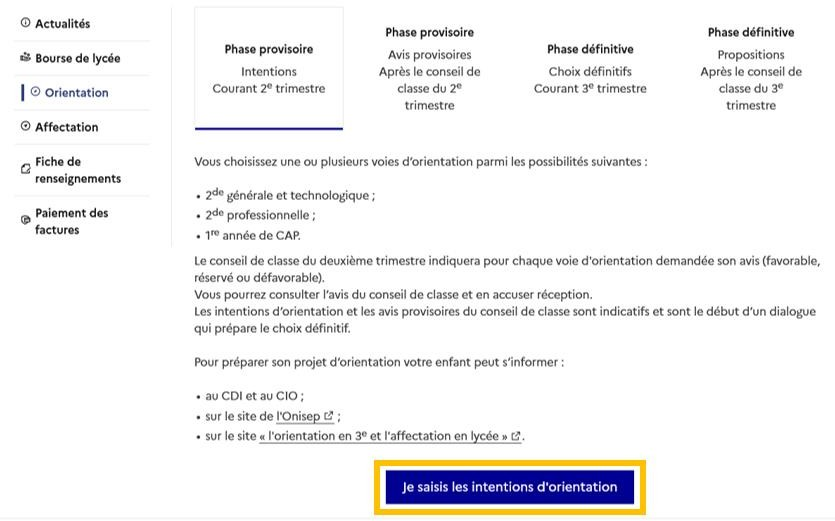 Actualités
Bourse de lycée
Orientation
Affectation
Fiche de
renseignements
Paiement des
factures
Phase provisoire
Intentions
Courant 2e trimestre
Phase provisoire
Avis provisoires
Après le conseil de
classe du 2e
trimestre
Phase définitive
Choix définitifs
Courant 3e trimestre
Phase définitive
Propositions
Après le conseil de
classe du 3e
trimestre
Vous choisissez une ou plusieurs voies d'orientation parmi les possibilités suivantes :
• 2de générale et technologique ;
• 2de professionnelle ;
• 1re année de CAP.
Le conseil de classe du deuxième trimestre indiquera pour chaque voie d'orientation demandée son avis (favorable,
réservé ou défavorable).
Vous pourrez consulter l'avis du conseil de classe et en accuser réception.
Les intentions d'orientation et les avis provisoires du conseil de classe sont indicatifs et sont le début d'un dialogue
qui prépare le choix définitif.
Pour préparer son projet d'orientation votre enfant peut s'informer :
• au CDI et au CIO ;
• sur le site de l'Onisep ;
• sur le site « l'orientation en 3e et l'affectation en lycée » .
Je saisis les intentions d'orientation